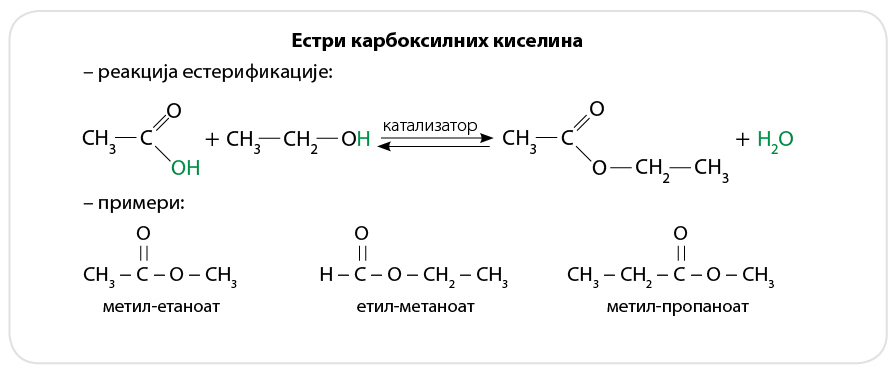 Естри карбоксилних киселина
– реакција естерификације:
CH₃—C(=O)—OH + CH₃—CH₂—OH ⇌ (катализатор) CH₃—C(=O)—O—CH₂—CH₃ + H₂O
– примери:
O O O
CH₃ – C – O – CH₃ H – C – O – CH₂ – CH₃ CH₃ – CH₂ – C – O – CH₃
метил-етаноат етил-метаноат метил-пропаноат